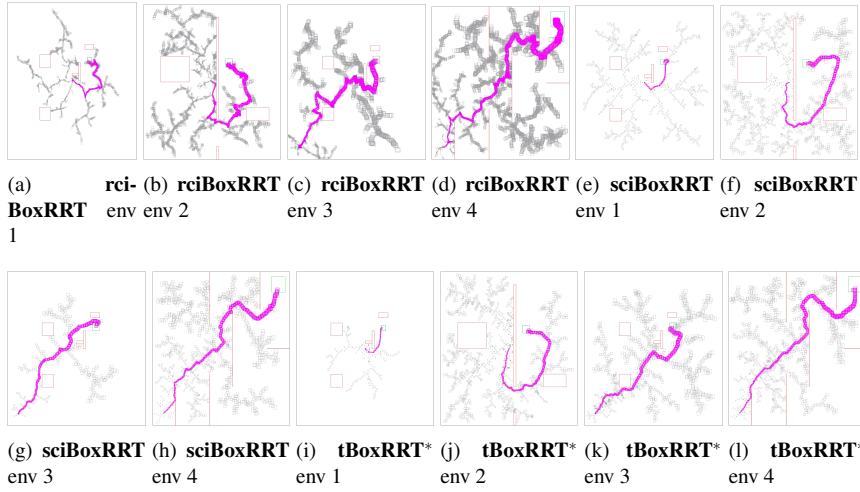 (a) rci- (b) rciBoxRRT (c) rciBoxRRT (d) rciBoxRRT (e) sciBoxRRT (f) sciBoxRRT
BoxRRT env env 2 env 3 env 4 env 1 env 2
1
(g) sciBoxRRT (h) sciBoxRRT (i) tBoxRRT* (j) tBoxRRT* (k) tBoxRRT* (l) tBoxRRT*
env 3 env 4 env 1 env 2 env 3 env 4